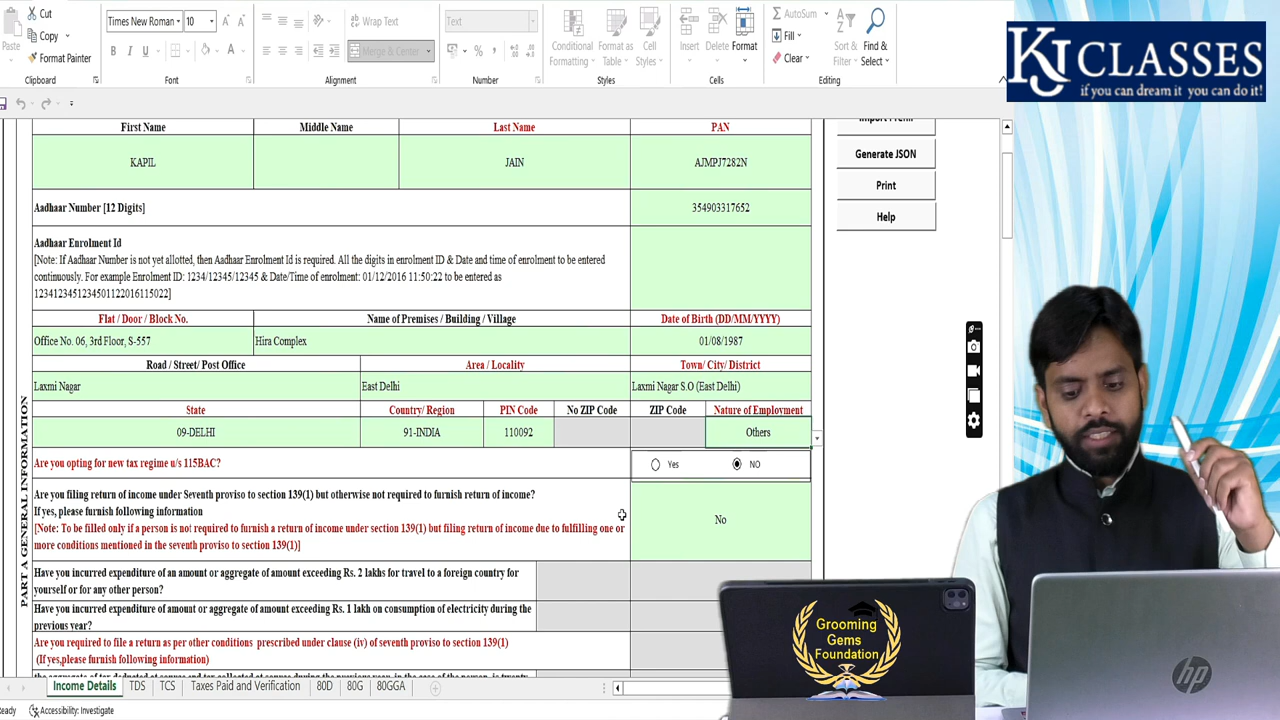 Cut
Copy
Paste
Format Painter
Clipboard
Times New Roman
10
A
A
B I U
A
Font
Wrap Text
Merge & Center
Alignment
Text
%
Number
Conditional
Formatting
Format as
Table
Cell
Styles
Styles
Insert
Delete
Format
Cells
AutoSum
Fill
Clear
Sort &
Filter
Find &
Select
Editing
KJ CLASSES
if you can dream it you can do it!
First Name
Middle Name
Last Name
PAN
KAPIL
JAIN
AJMPJ7282N
Generate JSON
Print
Help
Aadhaar Number [12 Digits]
354903317652
Aadhaar Enrolment Id
[Note: If Aadhaar Number is not yet allotted, then Aadhaar Enrolment Id is required. All the digits in enrolment ID & Date and time of enrolment to be entered
continuously. For example Enrolment ID: 1234/12345/12345 & Date/Time of enrolment: 01/12/2016 11:50:22 to be entered as
1234123451234501122016115022]
Flat / Door / Block No.
Name of Premises / Building / Village
Date of Birth (DD/MM/YYYY)
Office No. 06, 3rd Floor, S-557
Hira Complex
01/08/1987
Road / Street/ Post Office
Area / Locality
Town/ City/ District
Laxmi Nagar
East Delhi
Laxmi Nagar S.O (East Delhi)
State
Country/ Region
PIN Code
No ZIP Code
ZIP Code
Nature of Employment
09-DELHI
91-INDIA
110092
Others
Are you opting for new tax regime u/s 115BAC?
Yes
NO
Are you filing return of income under Seventh proviso to section 139(1) but otherwise not required to furnish return of income?
If yes, please furnish following information
[Note: To be filled only if a person is not required to furnish a return of income under section 139(1) but filing return of income due to fulfilling one or
more conditions mentioned in the seventh proviso to section 139(1)]
No
Have you incurred expenditure of an amount or aggregate of amount exceeding Rs. 2 lakhs for travel to a foreign country for
yourself or for any other person?
Have you incurred expenditure of amount or aggregate of amount exceeding Rs. 1 lakh on consumption of electricity during the
previous year?
Are you required to file a return as per other conditions prescribed under clause (iv) of seventh proviso to section 139(1)
(If yes,please furnish following information)
PART A GENERAL INFORMATION
Income Details
TDS
TCS
Taxes Paid and Verification
80D
80G
80GGA
Accessibility: Investigate
Grooming
Gems
Foundation
hp